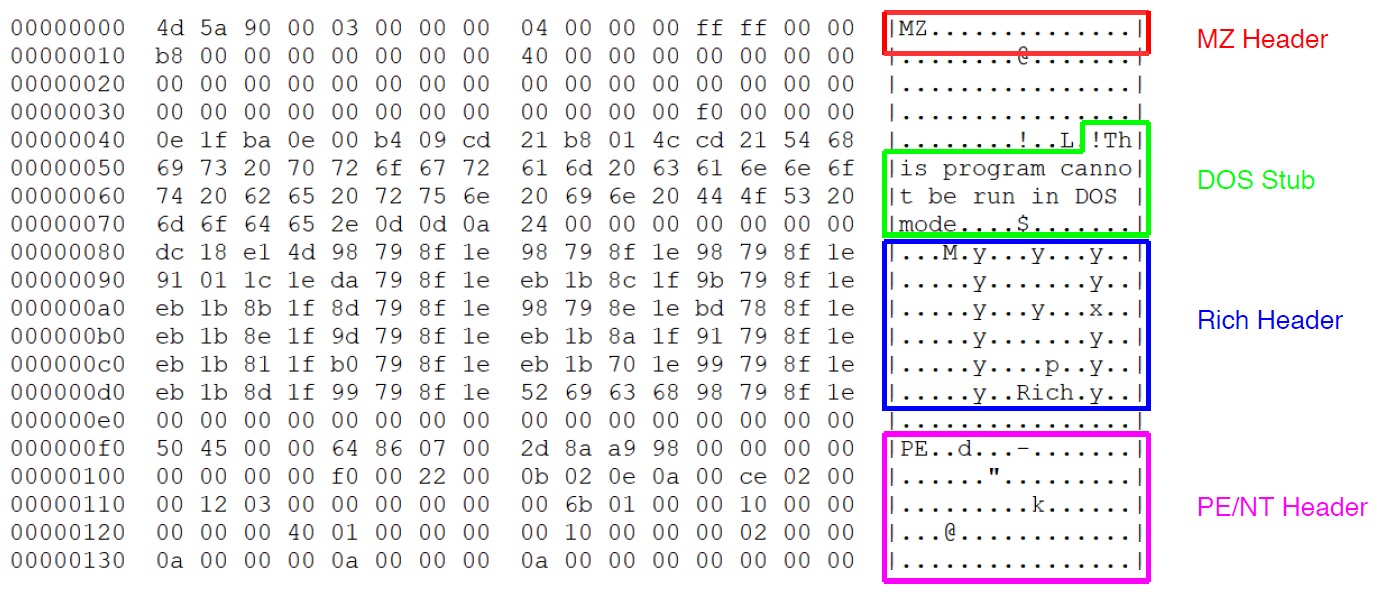 00000000 4d 5a 90 00 03 00 00 00 04 00 00 00 ff ff 00 00 |MZ..............| MZ Header
00000010 b8 00 00 00 00 00 00 00 40 00 00 00 00 00 00 00 |........@.......|
00000020 00 00 00 00 00 00 00 00 00 00 00 00 00 00 00 00 |................|
00000030 00 00 00 00 00 00 00 00 00 00 00 00 f0 00 00 00 |................|
00000040 0e 1f ba 0e 00 b4 09 cd 21 b8 01 4c cd 21 54 68 |........!..L.!Th|
00000050 69 73 20 70 72 6f 67 72 61 6d 20 63 61 6e 6e 6f |is program canno|
00000060 74 20 62 65 20 72 75 6e 20 69 6e 20 44 4f 53 20 |t be run in DOS | DOS Stub
00000070 6d 6f 64 65 2e 0d 0d 0a 24 00 00 00 00 00 00 00 |mode....$.......|
00000080 dc 18 e1 4d 98 79 8f 1e 98 79 8f 1e 98 79 8f 1e |...M.y...y...y..|
00000090 91 01 1c 1e da 79 8f 1e eb 1b 8c 1f 9b 79 8f 1e |.....y.......y..|
000000a0 eb 1b 8b 1f 8d 79 8f 1e 98 79 8e 1e bd 78 8f 1e |.....y...y...x..|
000000b0 eb 1b 8e 1f 9d 79 8f 1e eb 1b 8a 1f 91 79 8f 1e |.....y.......y..| Rich Header
000000c0 eb 1b 81 1f b0 79 8f 1e eb 1b 70 1e 99 79 8f 1e |.....y....p..y..|
000000d0 eb 1b 8d 1f 99 79 8f 1e 52 69 63 68 98 79 8f 1e |.....y..Rich.y..|
000000e0 00 00 00 00 00 00 00 00 00 00 00 00 00 00 00 00 |................|
000000f0 50 45 00 00 64 86 07 00 2d 8a a9 98 00 00 00 00 |PE..d...-.......|
00000100 00 00 00 00 f0 00 22 00 0b 02 0e 0a 00 ce 02 00 |......".........|
00000110 00 12 03 00 00 00 00 00 00 6b 01 00 00 10 00 00 |.........k......| PE/NT Header
00000120 00 00 00 40 01 00 00 00 00 10 00 00 00 02 00 00 |...@............|
00000130 0a 00 00 00 0a 00 00 00 0a 00 00 00 00 00 00 00 |................|